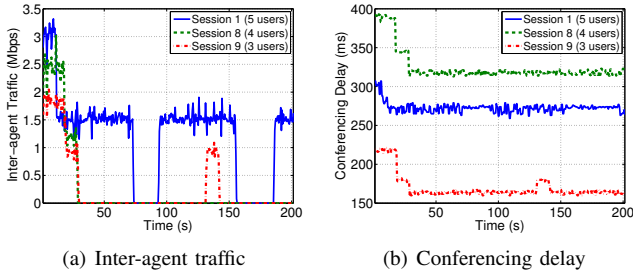 Session 1 (5 users)
Session 8 (4 users)
Session 9 (3 users)
Inter-agent Traffic (Mbps)
3.5
3
2.5
2
1.5
1
0.5
0
50 100 150 200
Time (s)
(a) Inter-agent traffic
Session 1 (5 users)
Session 8 (4 users)
Session 9 (3 users)
Conferencing Delay (ms)
400
350
300
250
200
150
50 100 150 200
Time (s)
(b) Conferencing delay